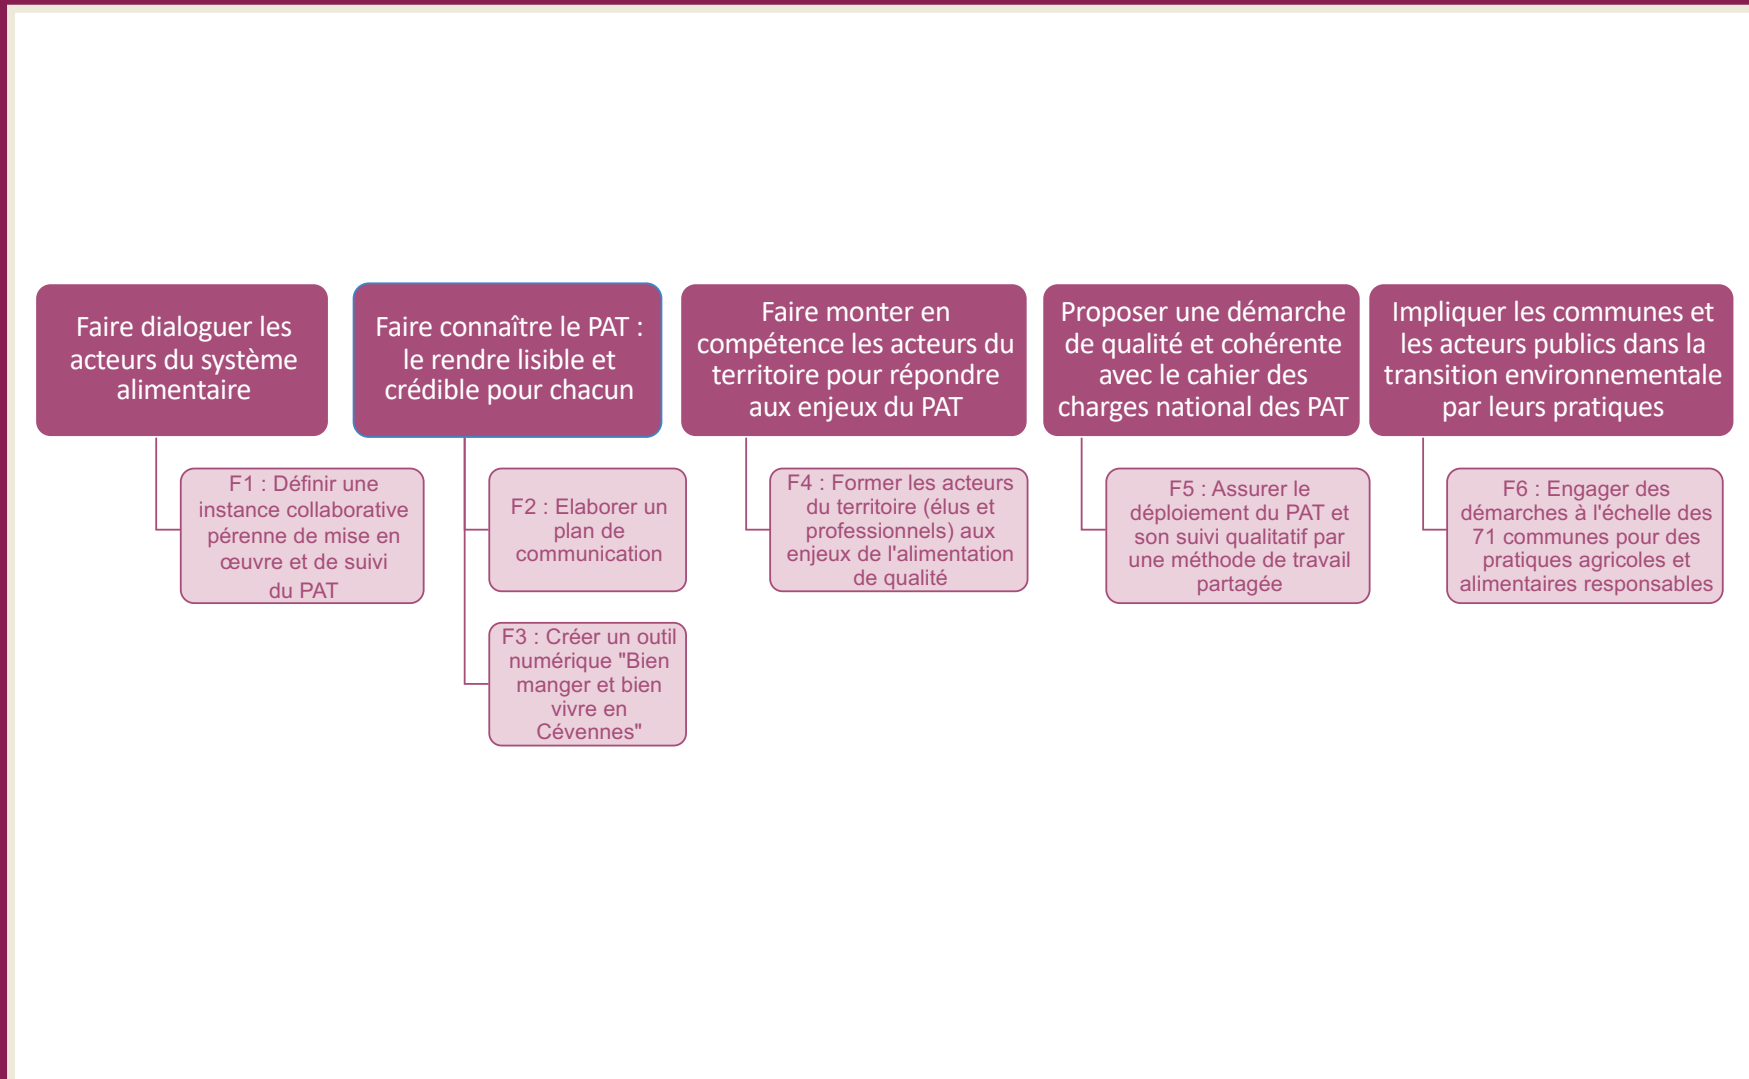 Faire dialoguer les
acteurs du système
alimentaire
F1 : Définir une
instance collaborative
pérenne de mise en
œuvre et de suivi
du PAT
Faire connaître le PAT :
le rendre lisible et
crédible pour chacun
F2 : Elaborer un
plan de
communication
F3 : Créer un outil
numérique "Bien
manger et bien
vivre en
Cévennes"
Faire monter en
compétence les acteurs du
territoire pour répondre
aux enjeux du PAT
F4 : Former les acteurs
du territoire (élus et
professionnels) aux
enjeux de l'alimentation
de qualité
Proposer une démarche
de qualité et cohérente
avec le cahier des
charges national des PAT
F5 : Assurer le
déploiement du PAT et
son suivi qualitatif par
une méthode de travail
partagée
Impliquer les communes et
les acteurs publics dans la
transition environnementale
par leurs pratiques
F6 : Engager des
démarches à l'échelle des
71 communes pour des
pratiques agricoles et
alimentaires responsables